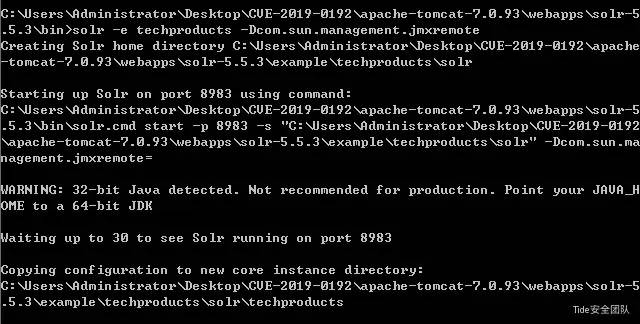 C:\Users\Administrator\Desktop\CVE-2019-0192\apache-tomcat-7.0.93\webapps\solr-5
.5.3\bin>solr -e techproducts -Dcom.sun.management.jmxremote
Creating Solr home directory C:\Users\Administrator\Desktop\CVE-2019-0192\apache
-tomcat-7.0.93\webapps\solr-5.5.3\example\techproducts\solr
Starting up Solr on port 8983 using command:
C:\Users\Administrator\Desktop\CVE-2019-0192\apache-tomcat-7.0.93\webapps\solr-5
.5.3\bin\solr.cmd start -p 8983 -s "C:\Users\Administrator\Desktop\CVE-2019-0192
\apache-tomcat-7.0.93\webapps\solr-5.5.3\example\techproducts\solr" -Dcom.sun.ma
nagement.jmxremote=
WARNING: 32-bit Java detected. Not recommended for production. Point your JAVA_H
OME to a 64-bit JDK
Waiting up to 30 to see Solr running on port 8983
Copying configuration to new core instance directory:
C:\Users\Administrator\Desktop\CVE-2019-0192\apache-tomcat-7.0.93\webapps\solr-5
.5.3\example\techproducts\solr\techproducts
Tide安全团队